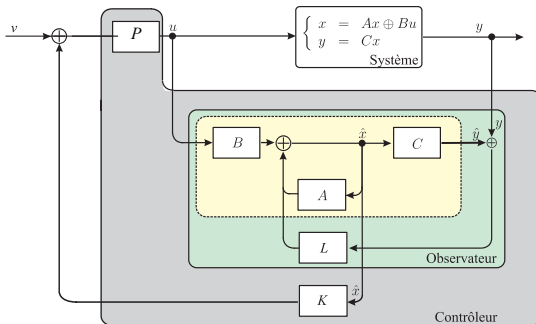 v
P
u
x = Ax ⊕ Bu
y = Cx
Système
y
B
x̂
C
ŷ
y
A
L
Observateur
K
x̂
Contrôleur